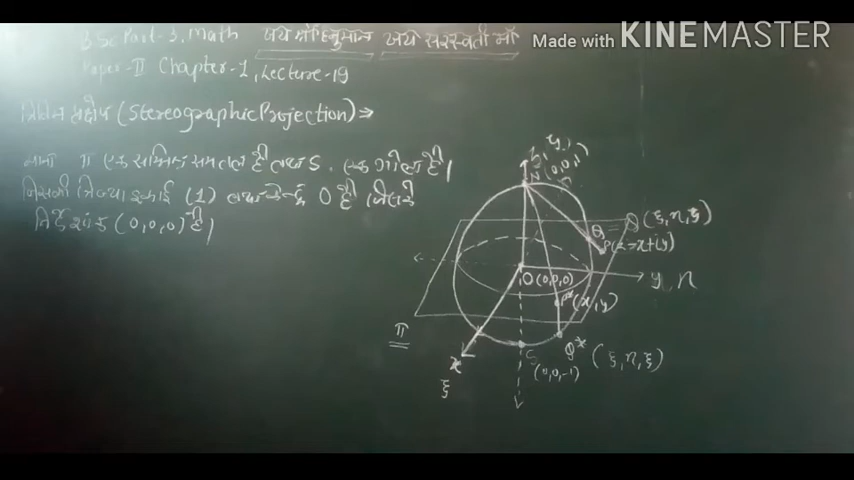 Made with KINEMASTER
BSc Part-3, Math जय श्री हनुमान जय सरस्वती माँ
Paper-II Chapter-1, Lecture-19
त्रिविम प्रक्षेप (Stereographic Projection) ⇒
माना π एक सम्मिश्र समतल है तथा S, एक गोला है।
जिसकी त्रिज्या इकाई (1) तथा केन्द्र O है जिसके
निर्देशांक (0,0,0) है।
N (0,0,1)
Q (ξ, η, ζ)
P(z=x+iy)
O(0,0,0)
y, η
P*(x,y)
π
x
ξ
S
(0,0,-1)
Q* (ξ, η, ζ)